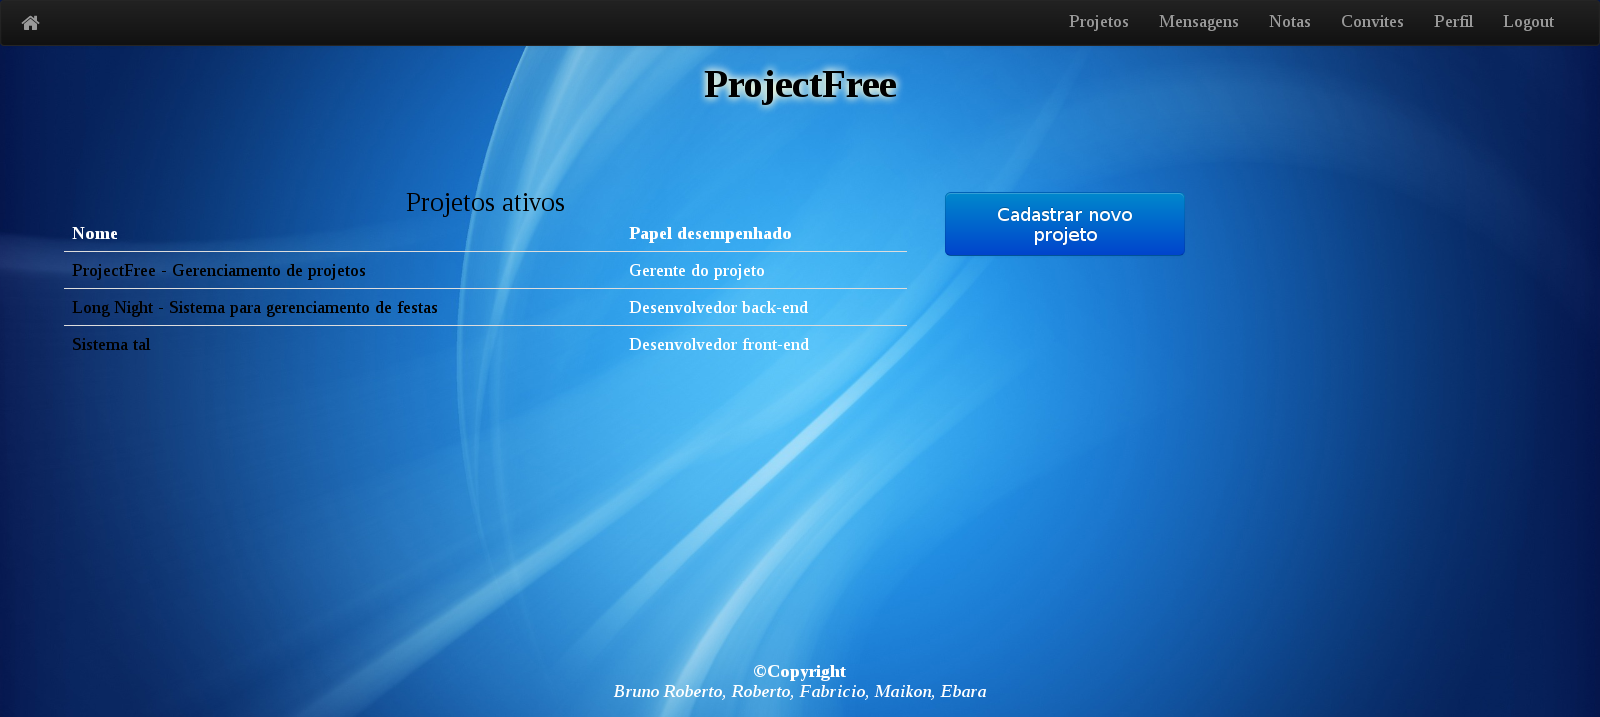 Projetos Mensagens Notas Convites Perfil Logout
ProjectFree
Projetos ativos
Nome Papel desempenhado
ProjectFree - Gerenciamento de projetos Gerente do projeto
Long Night - Sistema para gerenciamento de festas Desenvolvedor back-end
Sistema tal Desenvolvedor front-end
Cadastrar novo
projeto
©Copyright
Bruno Roberto, Roberto, Fabricio, Maikon, Ebara